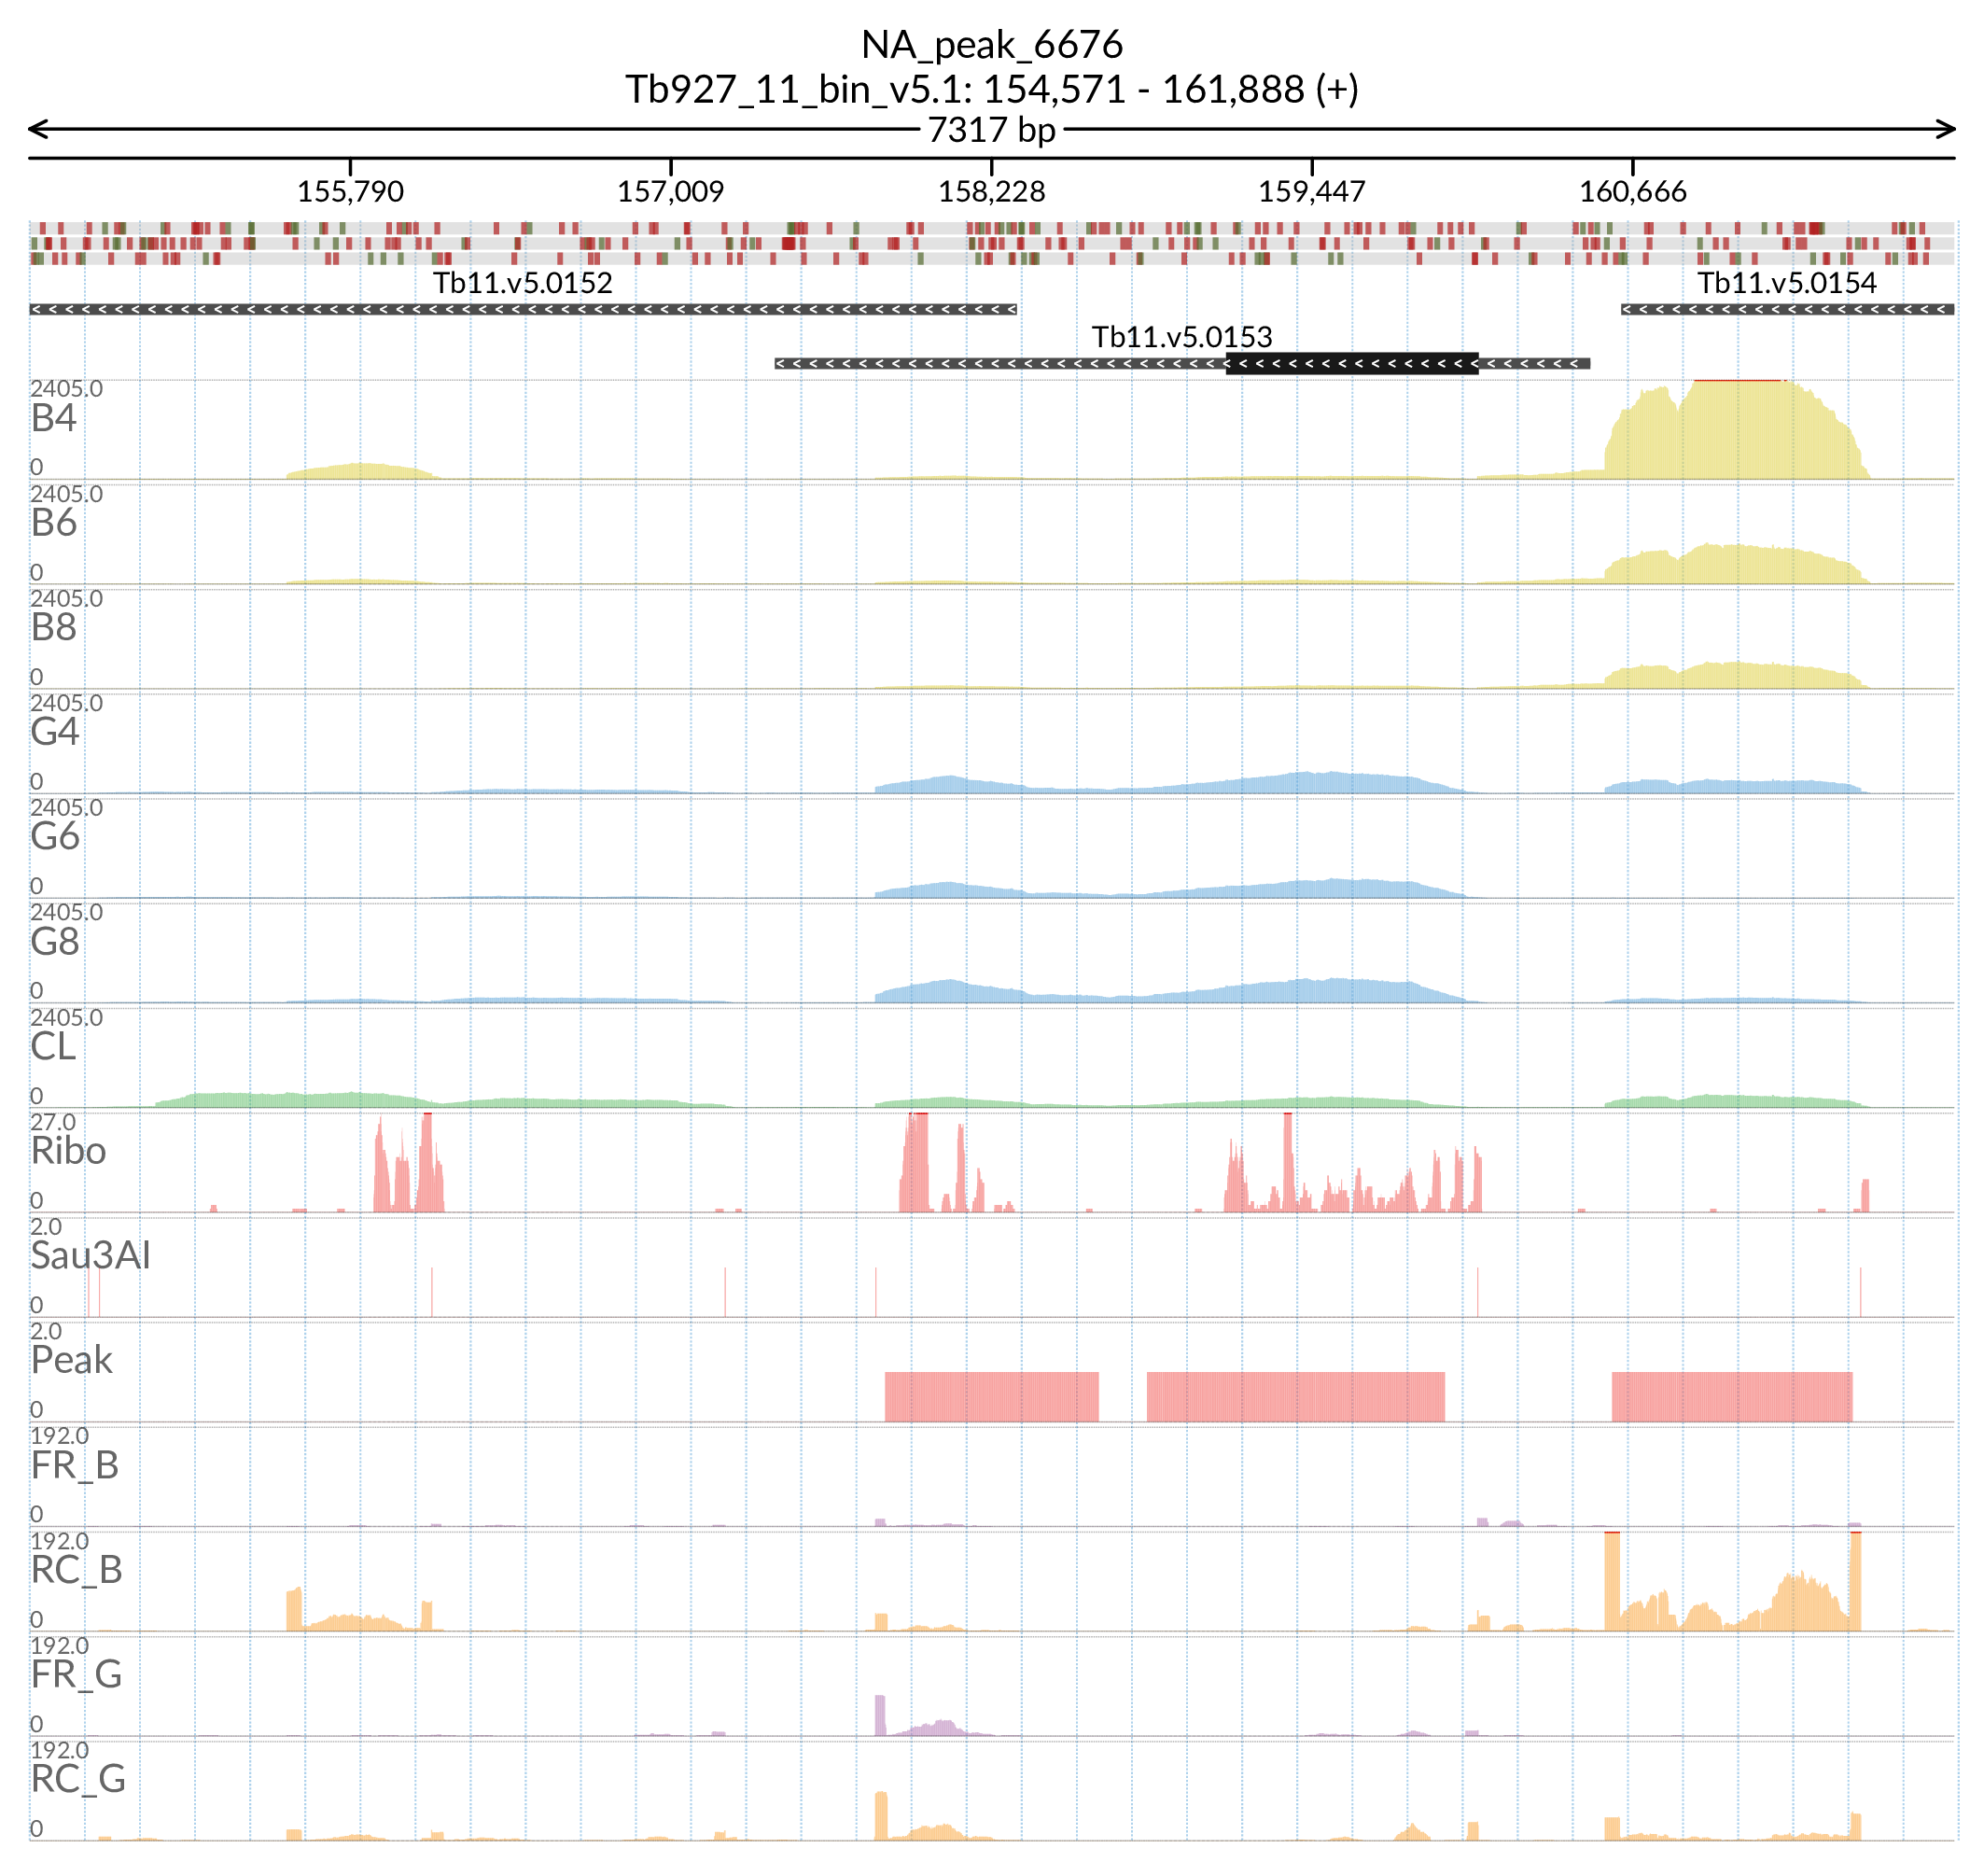 NA_peak_6676
Tb927_11_bin_v5.1: 154,571 - 161,888 (+)
7317 bp
155,790 157,009 158,228 159,447 160,666
Tb11.v5.0152 Tb11.v5.0154
Tb11.v5.0153
2405.0
B4
0
2405.0
B6
0
2405.0
B8
0
2405.0
G4
0
2405.0
G6
0
2405.0
G8
0
2405.0
CL
0
27.0
Ribo
0
2.0
Sau3AI
0
2.0
Peak
0
192.0
FR_B
0
192.0
RC_B
0
192.0
FR_G
0
192.0
RC_G
0